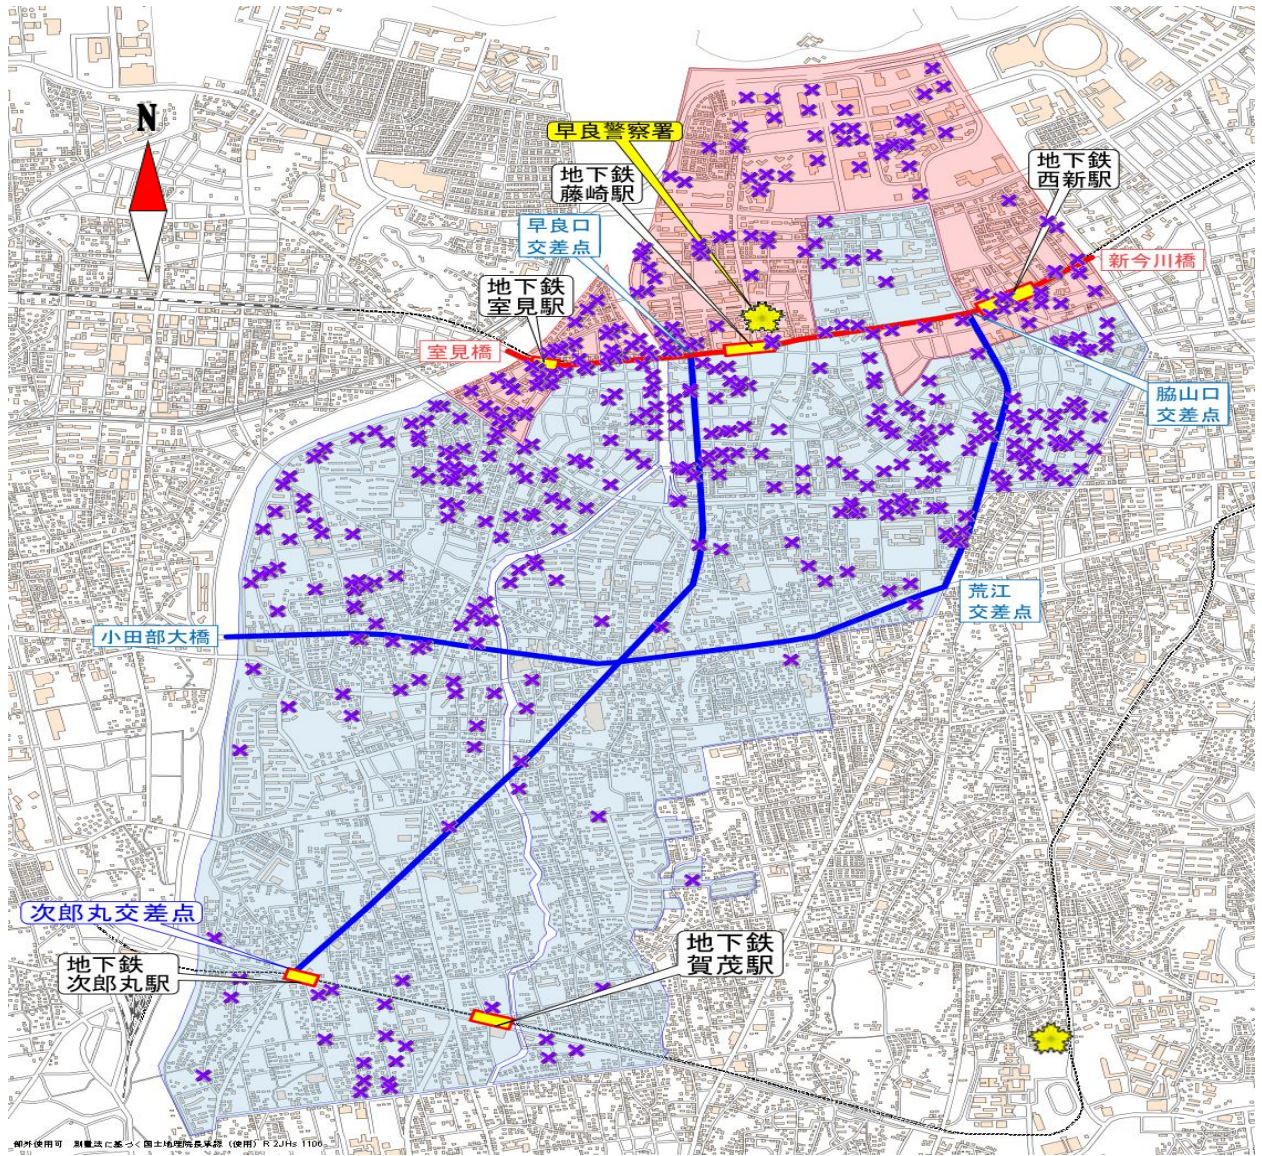 N
早良警察署
地下鉄
藤崎駅
地下鉄
西新駅
早良口
交差点
新今川橋
地下鉄
室見駅
室見橋
脇山口
交差点
荒江
交差点
小田部大橋
次郎丸交差点
地下鉄
次郎丸駅
地下鉄
賀茂駅
部外使用可 測量法に基づく国土地理院長承認(使用)R 2JHs 1106